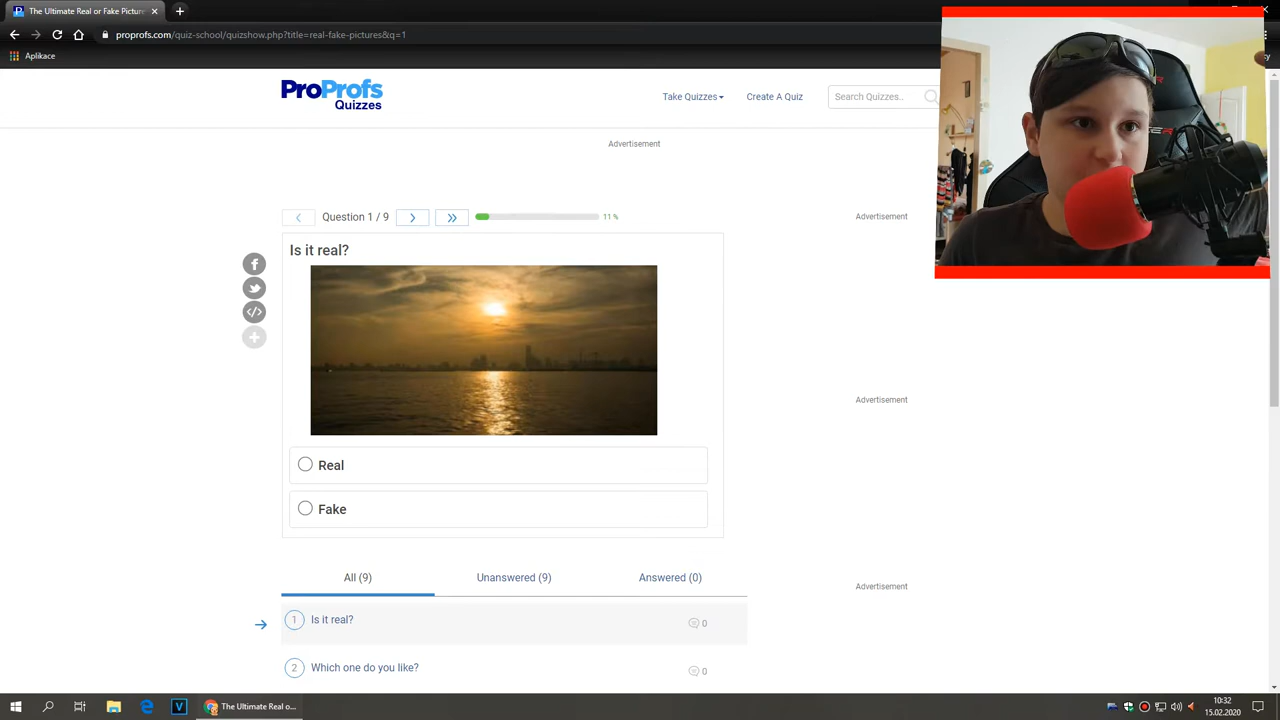 The Ultimate Real or Fake Picture
proprofs.com/quiz-school/quizshow.php?title=real-fake-pictures&q=1
Aplikace
ProProfs
Quizzes
Take Quizzes
Create A Quiz
Search Quizzes..
Advertisement
Question 1 / 9
11 %
Advertisement
Is it real?
Advertisement
Real
Fake
All (9)
Unanswered (9)
Answered (0)
Advertisement
1 Is it real? 0
2 Which one do you like? 0
The Ultimate Real o...
10:32
15.02.2020